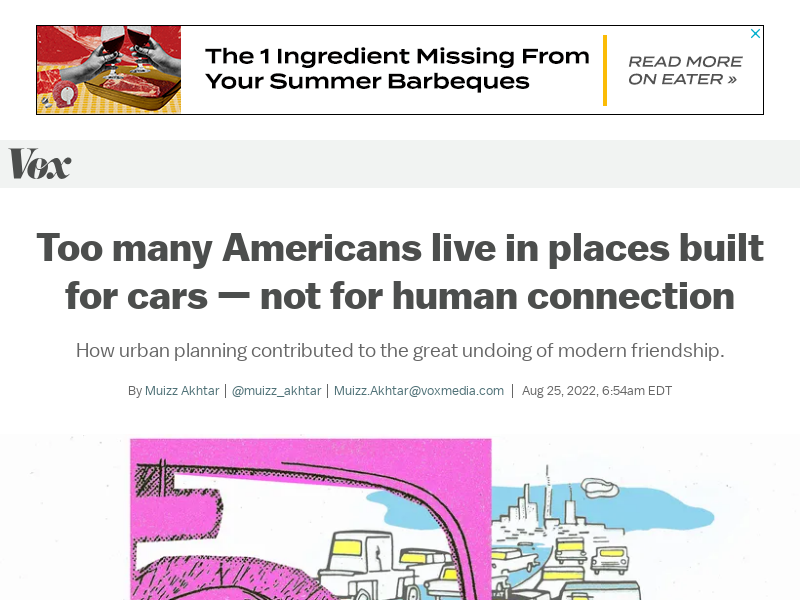 The 1 Ingredient Missing From
Your Summer Barbeques
READ MORE
ON EATER »
Vox
Too many Americans live in places built
for cars — not for human connection
How urban planning contributed to the great undoing of modern friendship.
By Muizz Akhtar | @muizz_akhtar | Muizz.Akhtar@voxmedia.com | Aug 25, 2022, 6:54am EDT